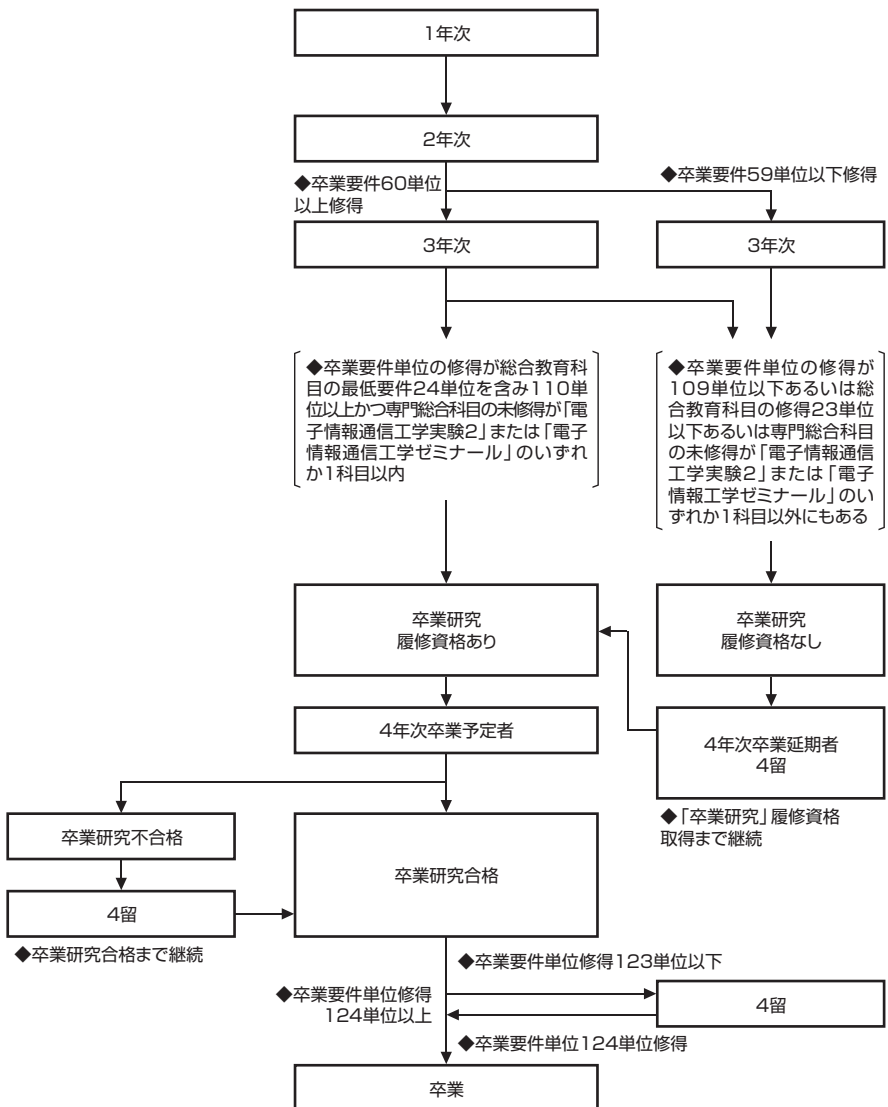 1年次
2年次
◆卒業要件60単位
以上修得
◆卒業要件59単位以下修得
3年次
3年次
◆卒業要件単位の修得が総合教育科
目の最低要件24単位を含み110単
位以上かつ専門総合科目の未修得が「電
子情報通信工学実験2」または「電子
情報通信工学ゼミナール」のいずれ
か1科目以内
◆卒業要件単位の修得が
109単位以下あるいは総
合教育科目の修得23単位
以下あるいは専門総合科目
の未修得が「電子情報通信
工学実験2」または「電子
情報工学ゼミナール」のい
ずれか1科目以外にもある
卒業研究
履修資格あり
卒業研究
履修資格なし
4年次卒業予定者
4年次卒業延期者
4留
◆「卒業研究」履修資格
取得まで継続
卒業研究不合格
卒業研究合格
4留
◆卒業研究合格まで継続
◆卒業要件単位修得123単位以下
◆卒業要件単位修得
124単位以上
4留
◆卒業要件単位124単位修得
卒業